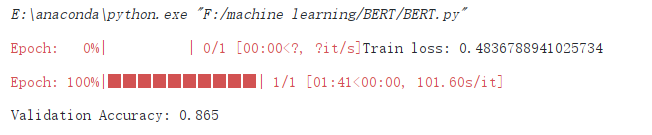 E:\anaconda\python.exe "F:/machine learning/BERT/BERT.py"
Epoch:   0%|          | 0/1 [00:00<?, ?it/s]Train loss: 0.4836788941025734
Epoch: 100%|██████████| 1/1 [01:41<00:00, 101.60s/it]
Validation Accuracy: 0.865